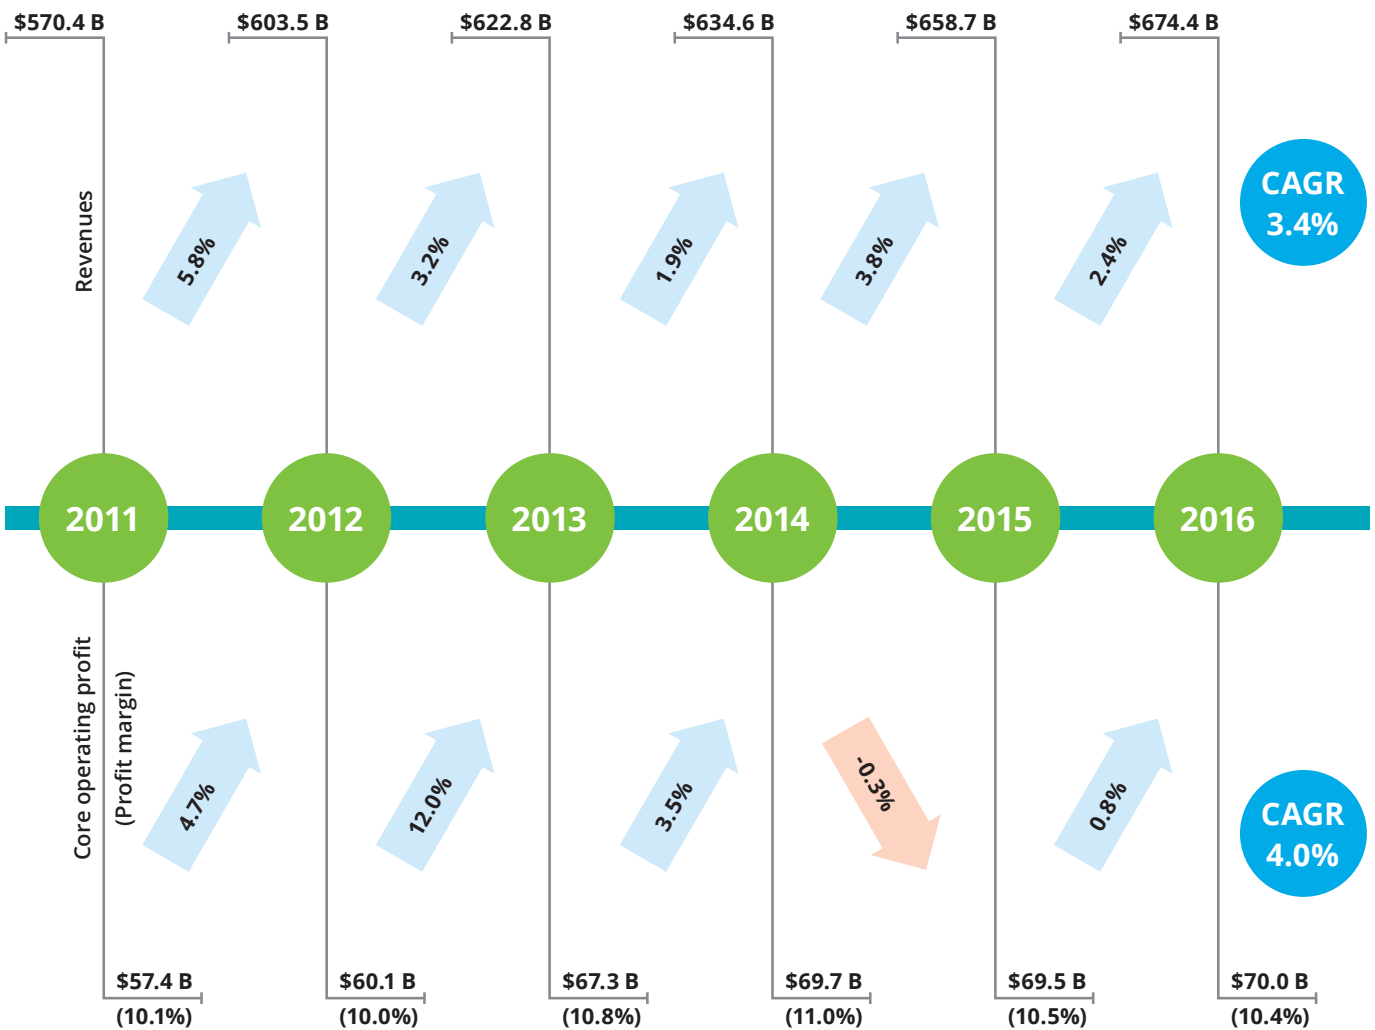 $570.4 B
$603.5 B
$622.8 B
$634.6 B
$658.7 B
$674.4 B
Revenues
5.8%
3.2%
1.9%
3.8%
2.4%
CAGR
3.4%
2011
2012
2013
2014
2015
2016
Core operating profit
(Profit margin)
4.7%
12.0%
3.5%
-0.3%
0.8%
CAGR
4.0%
$57.4 B
$60.1 B
$67.3 B
$69.7 B
$69.5 B
$70.0 B
(10.1%)
(10.0%)
(10.8%)
(11.0%)
(10.5%)
(10.4%)